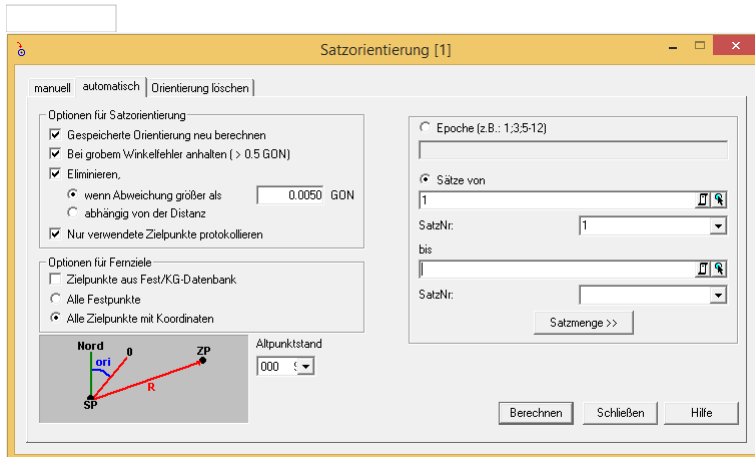 Satzorientierung [1]
manuell automatisch Orientierung löschen
Optionen für Satzorientierung
Gespeicherte Orientierung neu berechnen
Bei grobem Winkelfehler anhalten ( > 0.5 GON)
Eliminieren,
wenn Abweichung größer als 0.0050 GON
abhängig von der Distanz
Nur verwendete Zielpunkte protokollieren
Optionen für Fernziele
Zielpunkte aus Fest/KG-Datenbank
Alle Festpunkte
Alle Zielpunkte mit Koordinaten
Nord 0 ZP
ori
R
SP
Altpunktstand
000
Epoche (z.B.: 1;3;5-12)
Sätze von
1
SatzNr: 1
bis
SatzNr:
Satzmenge >>
Berechnen Schließen Hilfe